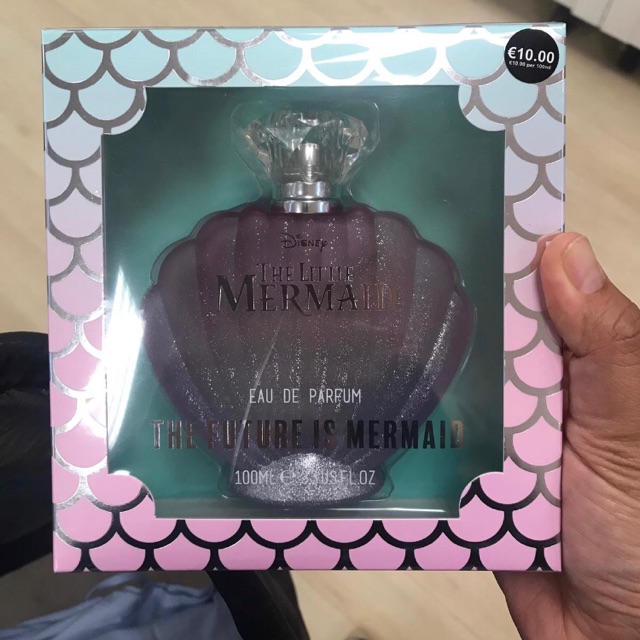 €10.00
€10.00 per 100ml
Disney
THE LITTLE
MERMAID
EAU DE PARFUM
THE FUTURE IS MERMAID
100ML ℮ 3.3 US FL.OZ